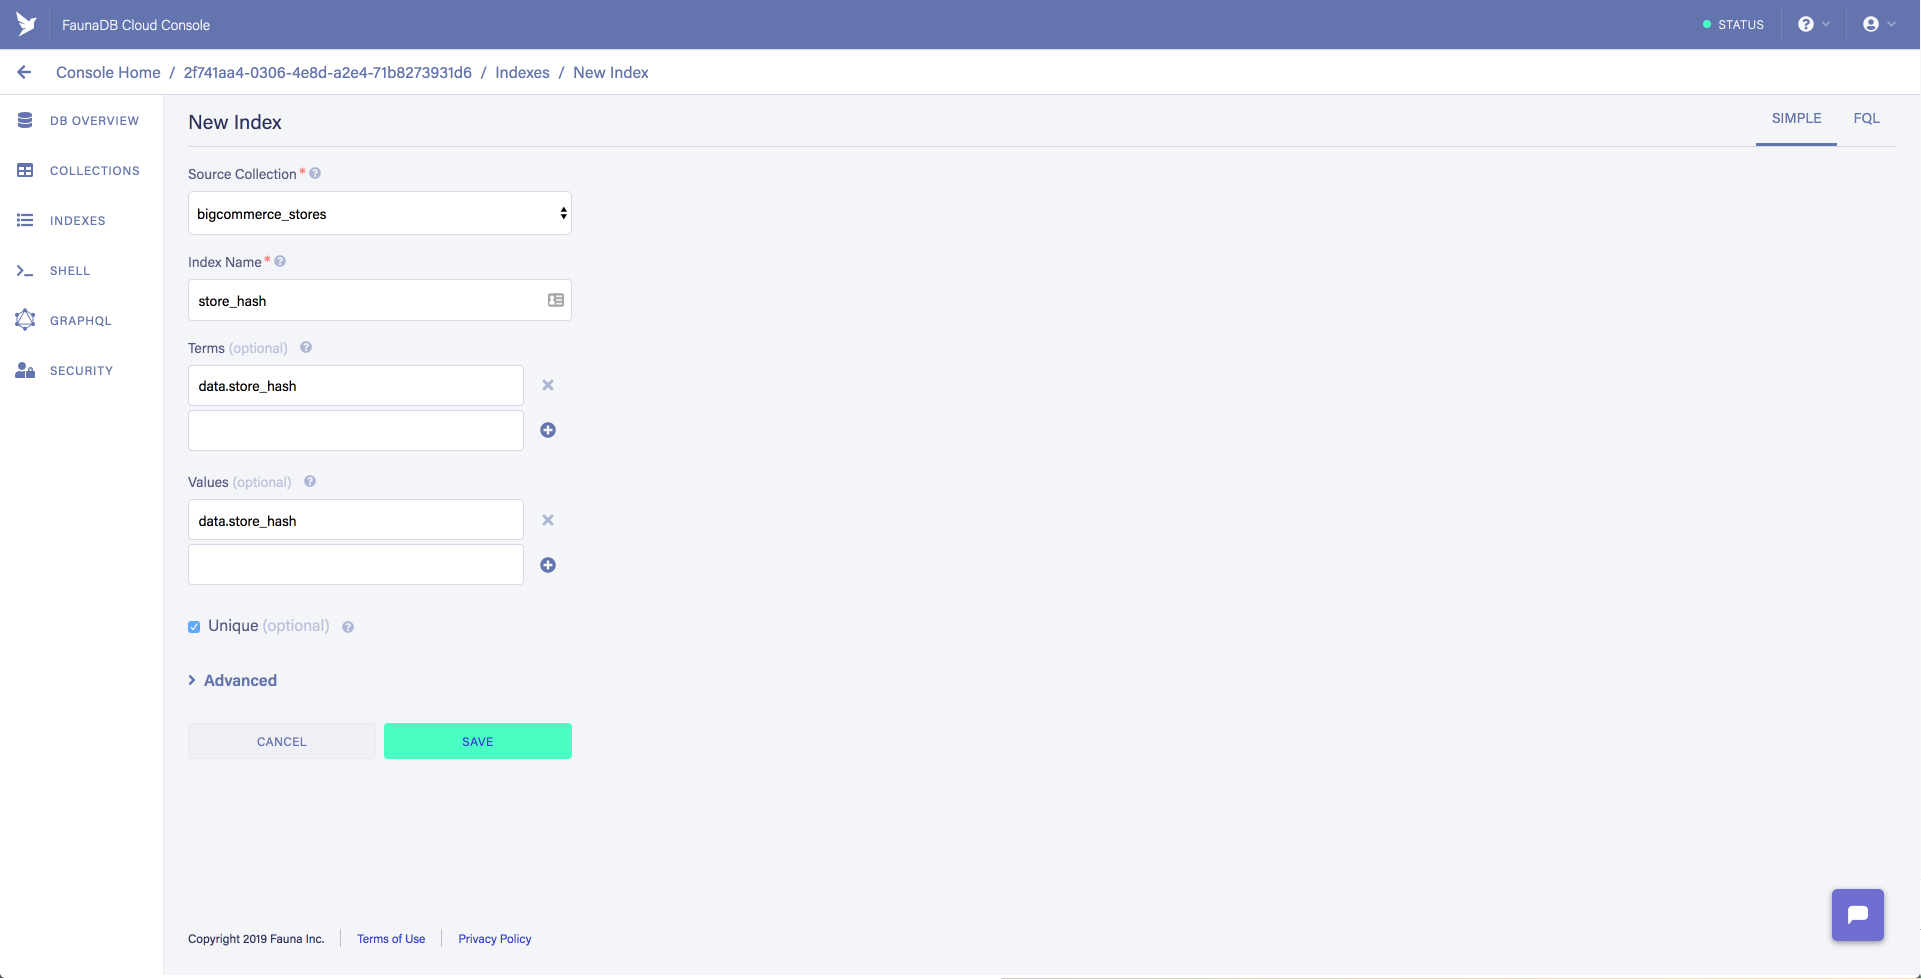 FaunaDB Cloud Console
STATUS
Console Home / 2f741aa4-0306-4e8d-a2e4-71b8273931d6 / Indexes / New Index
DB OVERVIEW
COLLECTIONS
INDEXES
SHELL
GRAPHQL
SECURITY
New Index
SIMPLE FQL
Source Collection *
bigcommerce_stores
Index Name *
store_hash
Terms (optional)
data.store_hash
Values (optional)
data.store_hash
Unique (optional)
Advanced
CANCEL SAVE
Copyright 2019 Fauna Inc. Terms of Use Privacy Policy